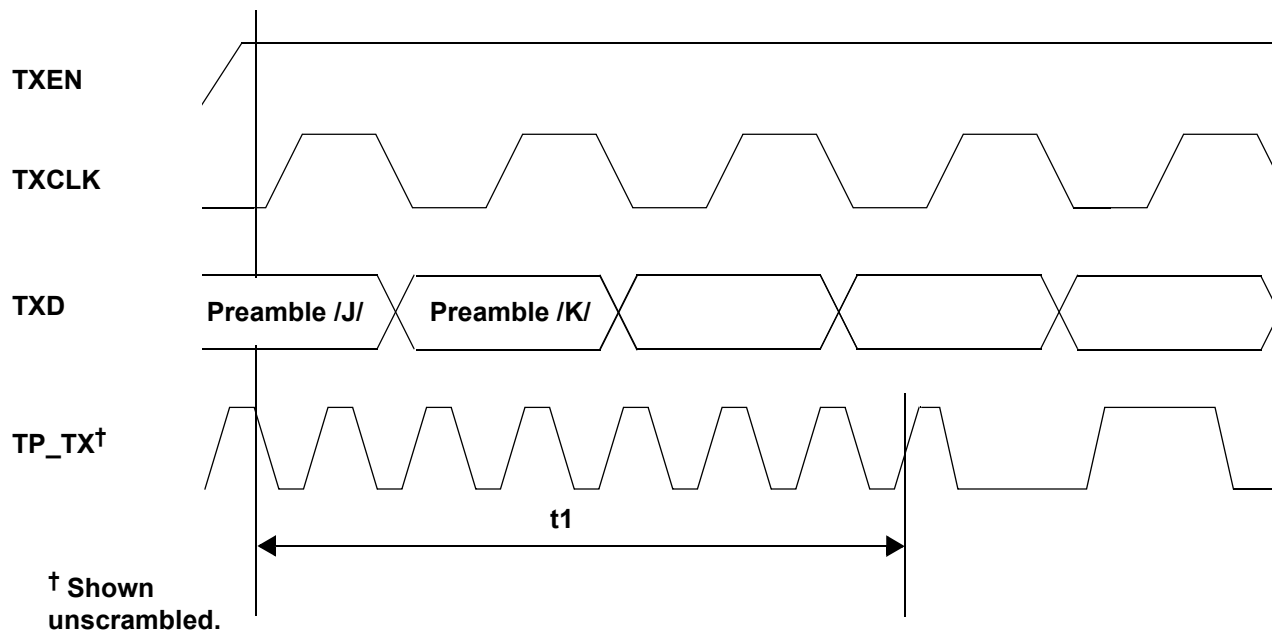 TXEN
TXCLK
TXD
Preamble /J/
Preamble /K/
TP_TX†
t1
† Shown
unscrambled.